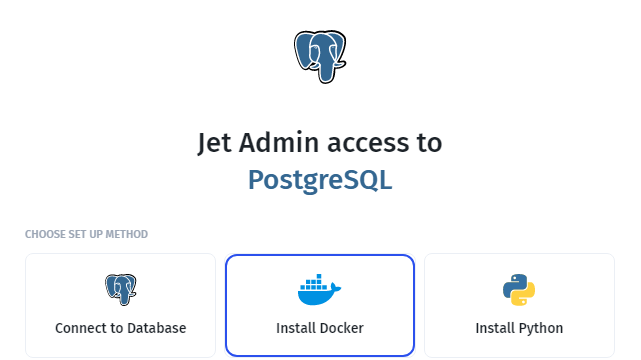 Jet Admin access to
PostgreSQL
CHOOSE SET UP METHOD
Connect to Database
Install Docker
Install Python